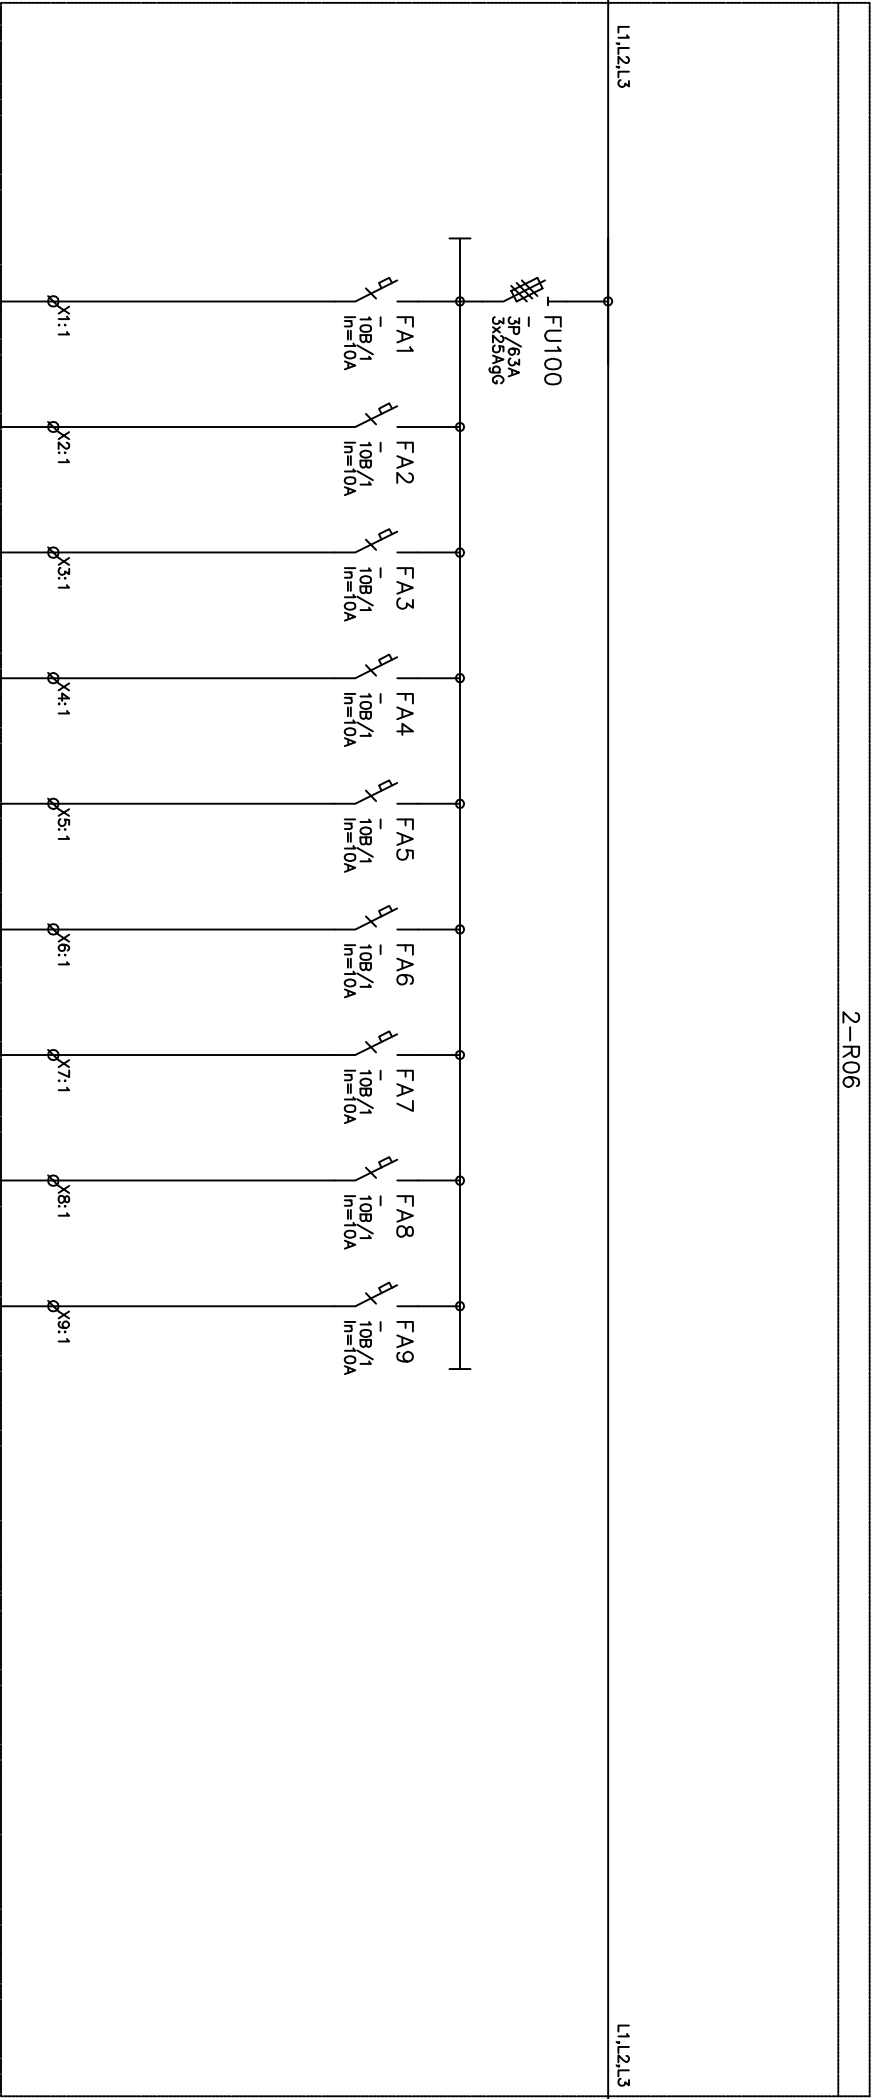 2-R06
L1,L2,L3
L1,L2,L3
FU100
-
3P/63A
3x25AgG
FA1
-
10B/1
In=10A
FA2
-
10B/1
In=10A
FA3
-
10B/1
In=10A
FA4
-
10B/1
In=10A
FA5
-
10B/1
In=10A
FA6
-
10B/1
In=10A
FA7
-
10B/1
In=10A
FA8
-
10B/1
In=10A
FA9
-
10B/1
In=10A
X1:1
X2:1
X3:1
X4:1
X5:1
X6:1
X7:1
X8:1
X9:1